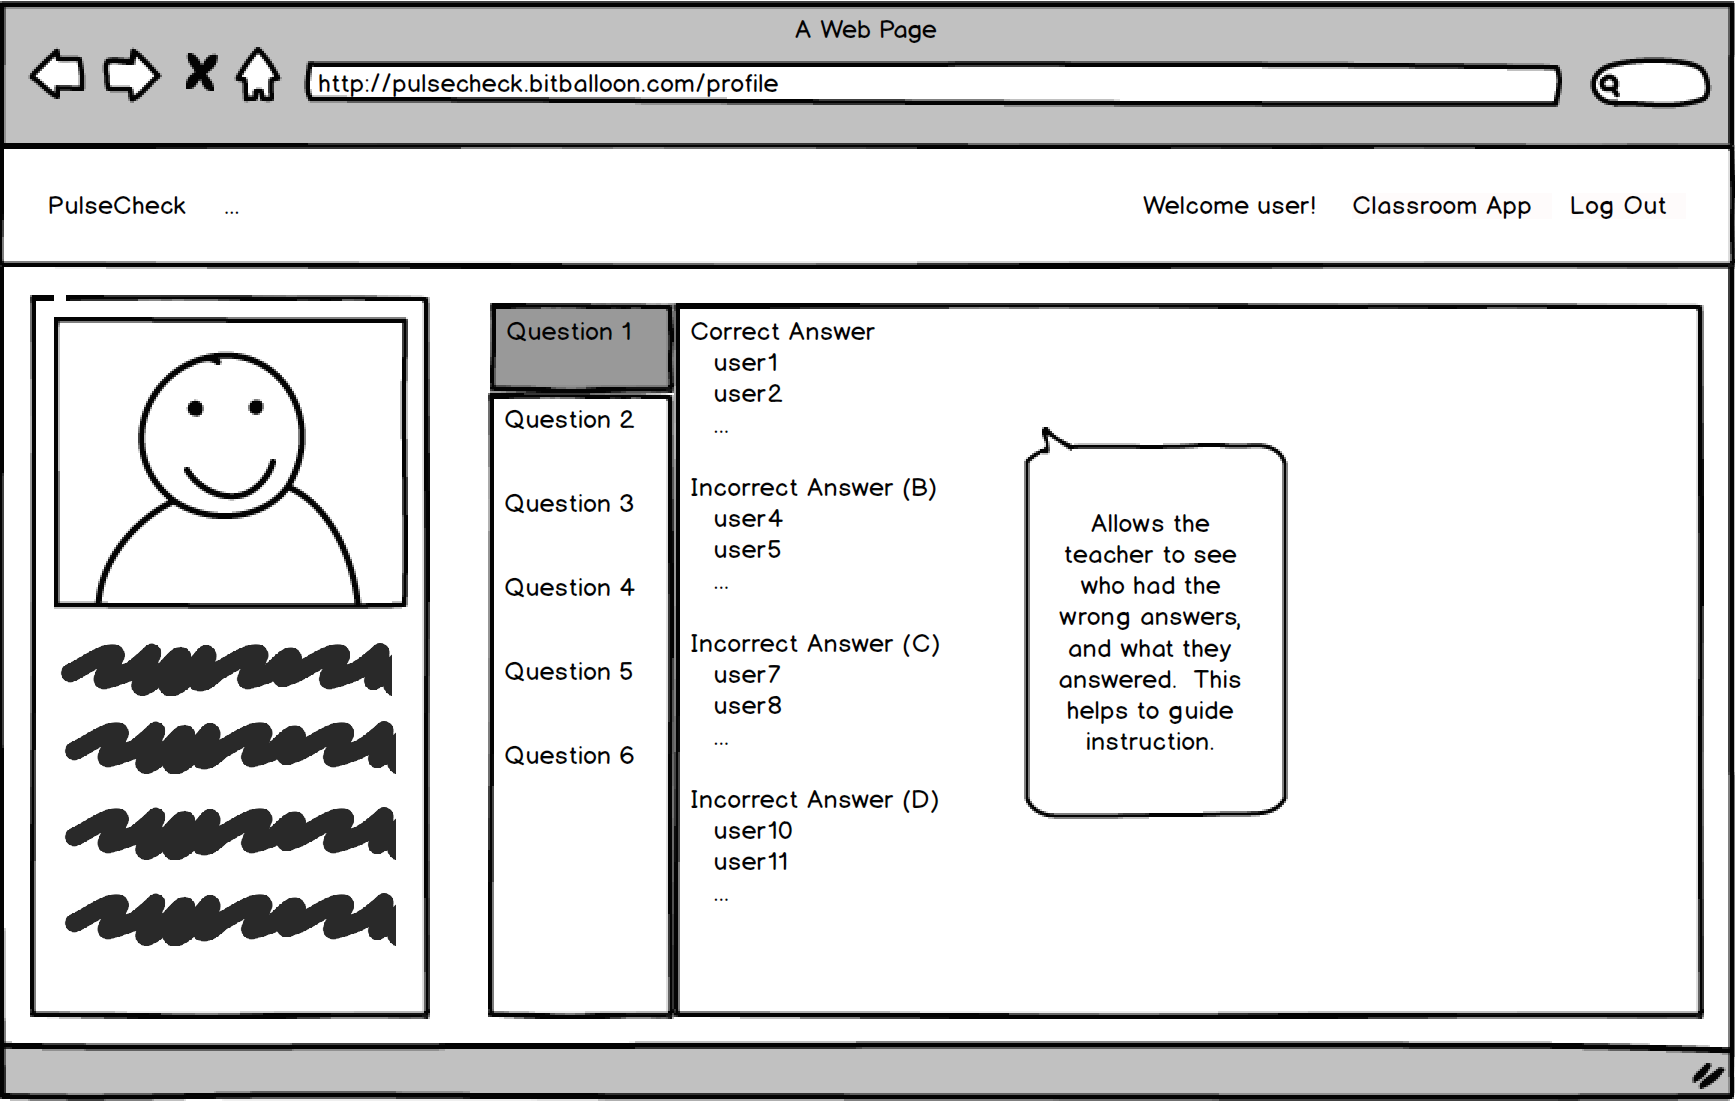 A Web Page
http://pulsecheck.bitballoon.com/profile
PulseCheck ... Welcome user! Classroom App Log Out
Question 1
Question 2
Question 3
Question 4
Question 5
Question 6
Correct Answer
user1
user2
...
Incorrect Answer (B)
user4
user5
...
Incorrect Answer (C)
user7
user8
...
Incorrect Answer (D)
user10
user11
...
Allows the
teacher to see
who had the
wrong answers,
and what they
answered.  This
helps to guide
instruction.